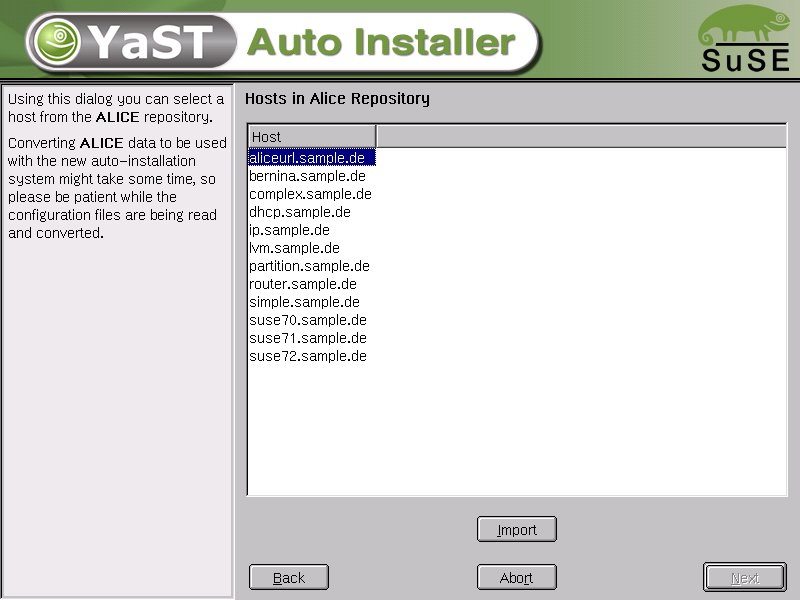 YaST Auto Installer
SuSE
Using this dialog you can select a
host from the ALICE repository.
Converting ALICE data to be used
with the new auto-installation
system might take some time, so
please be patient while the
configuration files are being read
and converted.
Hosts in Alice Repository
Host
aliceurl.sample.de
bernina.sample.de
complex.sample.de
dhcp.sample.de
ip.sample.de
lvm.sample.de
partition.sample.de
router.sample.de
simple.sample.de
suse70.sample.de
suse71.sample.de
suse72.sample.de
Import
Back
Abort
Next